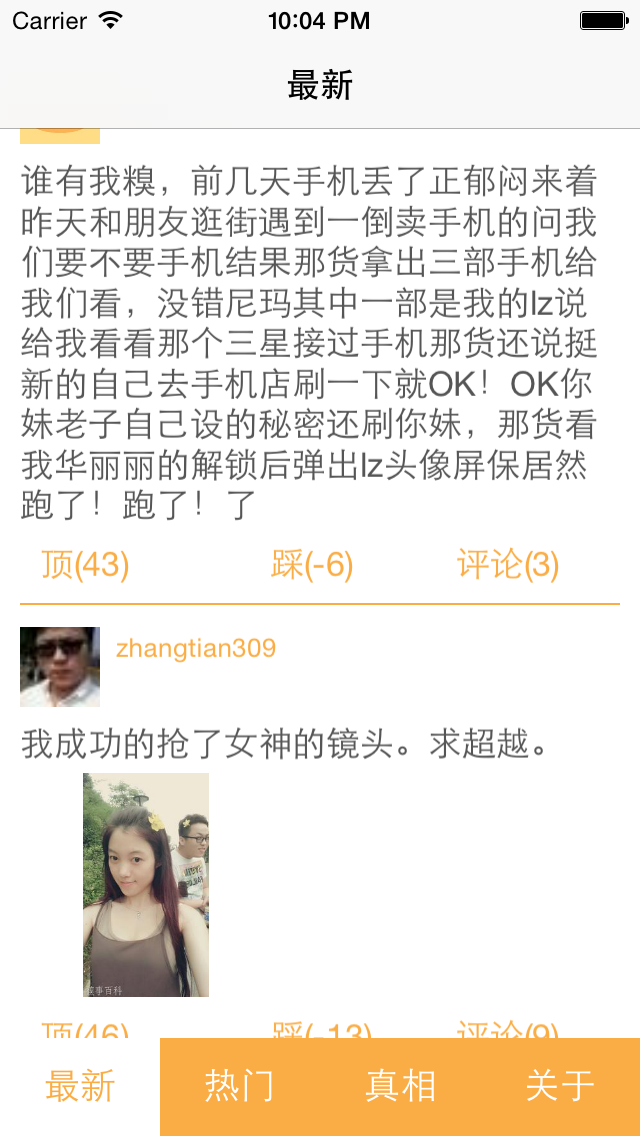 Carrier 10:04 PM
最新
谁有我糗，前几天手机丢了正郁闷来着
昨天和朋友逛街遇到一倒卖手机的问我
们要不要手机结果那货拿出三部手机给
我们看，没错尼玛其中一部是我的lz说
给我看看那个三星接过手机那货还说挺
新的自己去手机店刷一下就OK！OK你
妹老子自己设的秘密还刷你妹，那货看
我华丽丽的解锁后弹出lz头像屏保居然
跑了！跑了！了
顶(43) 踩(-6) 评论(3)
zhangtian309
我成功的抢了女神的镜头。求超越。
糗事百科
顶(46) 踩(-13) 评论(9)
最新 热门 真相 关于